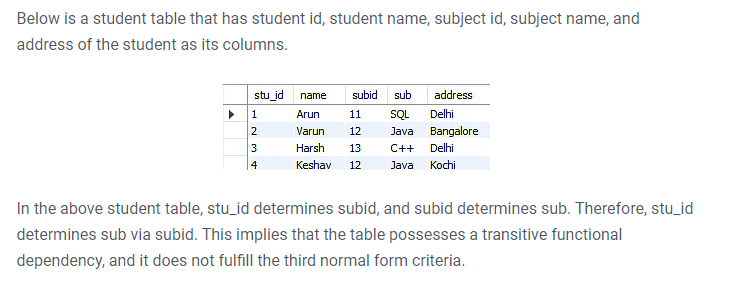 Below is a student table that has student id, student name, subject id, subject name, and
address of the student as its columns.
stu_id name subid sub address
1 Arun 11 SQL Delhi
2 Varun 12 Java Bangalore
3 Harsh 13 C++ Delhi
4 Keshav 12 Java Kochi
In the above student table, stu_id determines subid, and subid determines sub. Therefore, stu_id
determines sub via subid. This implies that the table possesses a transitive functional
dependency, and it does not fulfill the third normal form criteria.